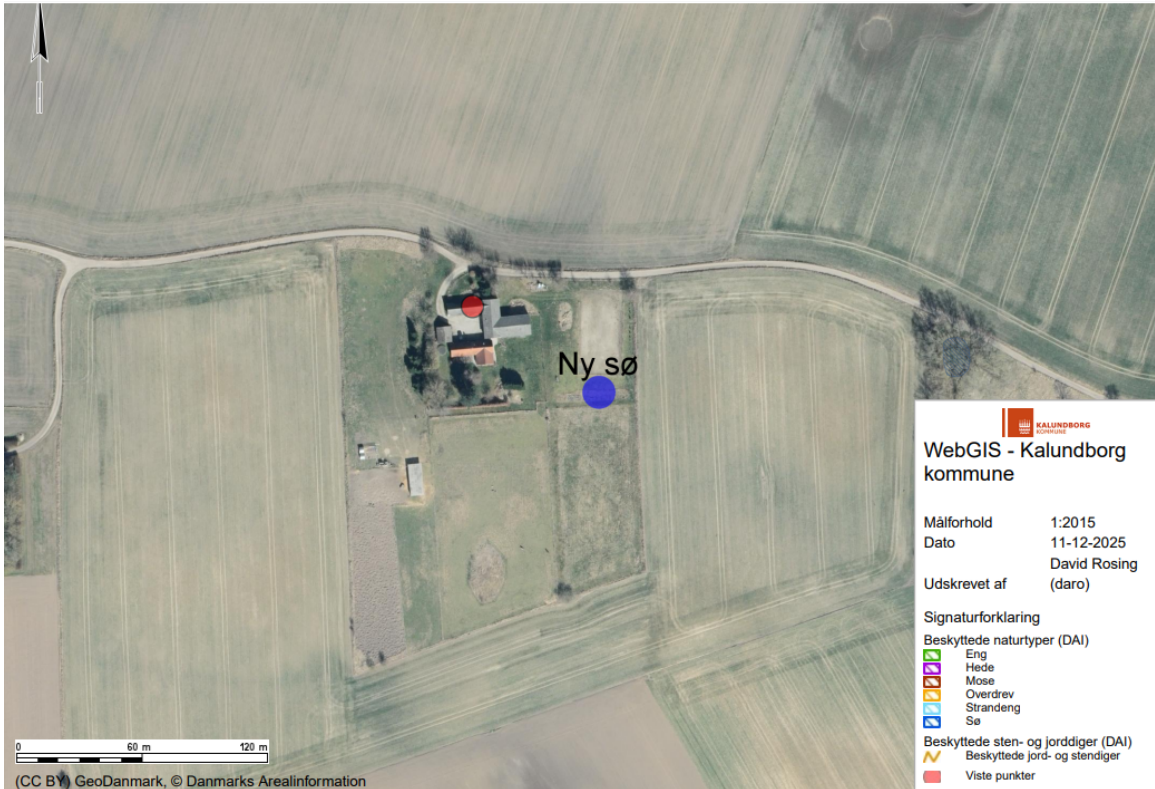 Ny sø
KALUNDBORG
KOMMUNE
WebGIS - Kalundborg
kommune
Målforhold 1:2015
Dato 11-12-2025
David Rosing
Udskrevet af (daro)
Signaturforklaring
Beskyttede naturtyper (DAI)
Eng
Hede
Mose
Overdrev
Strandeng
Sø
Beskyttede sten- og jorddiger (DAI)
Beskyttede jord- og stendiger
Viste punkter
0 60 m 120 m
(CC BY) GeoDanmark, © Danmarks Arealinformation